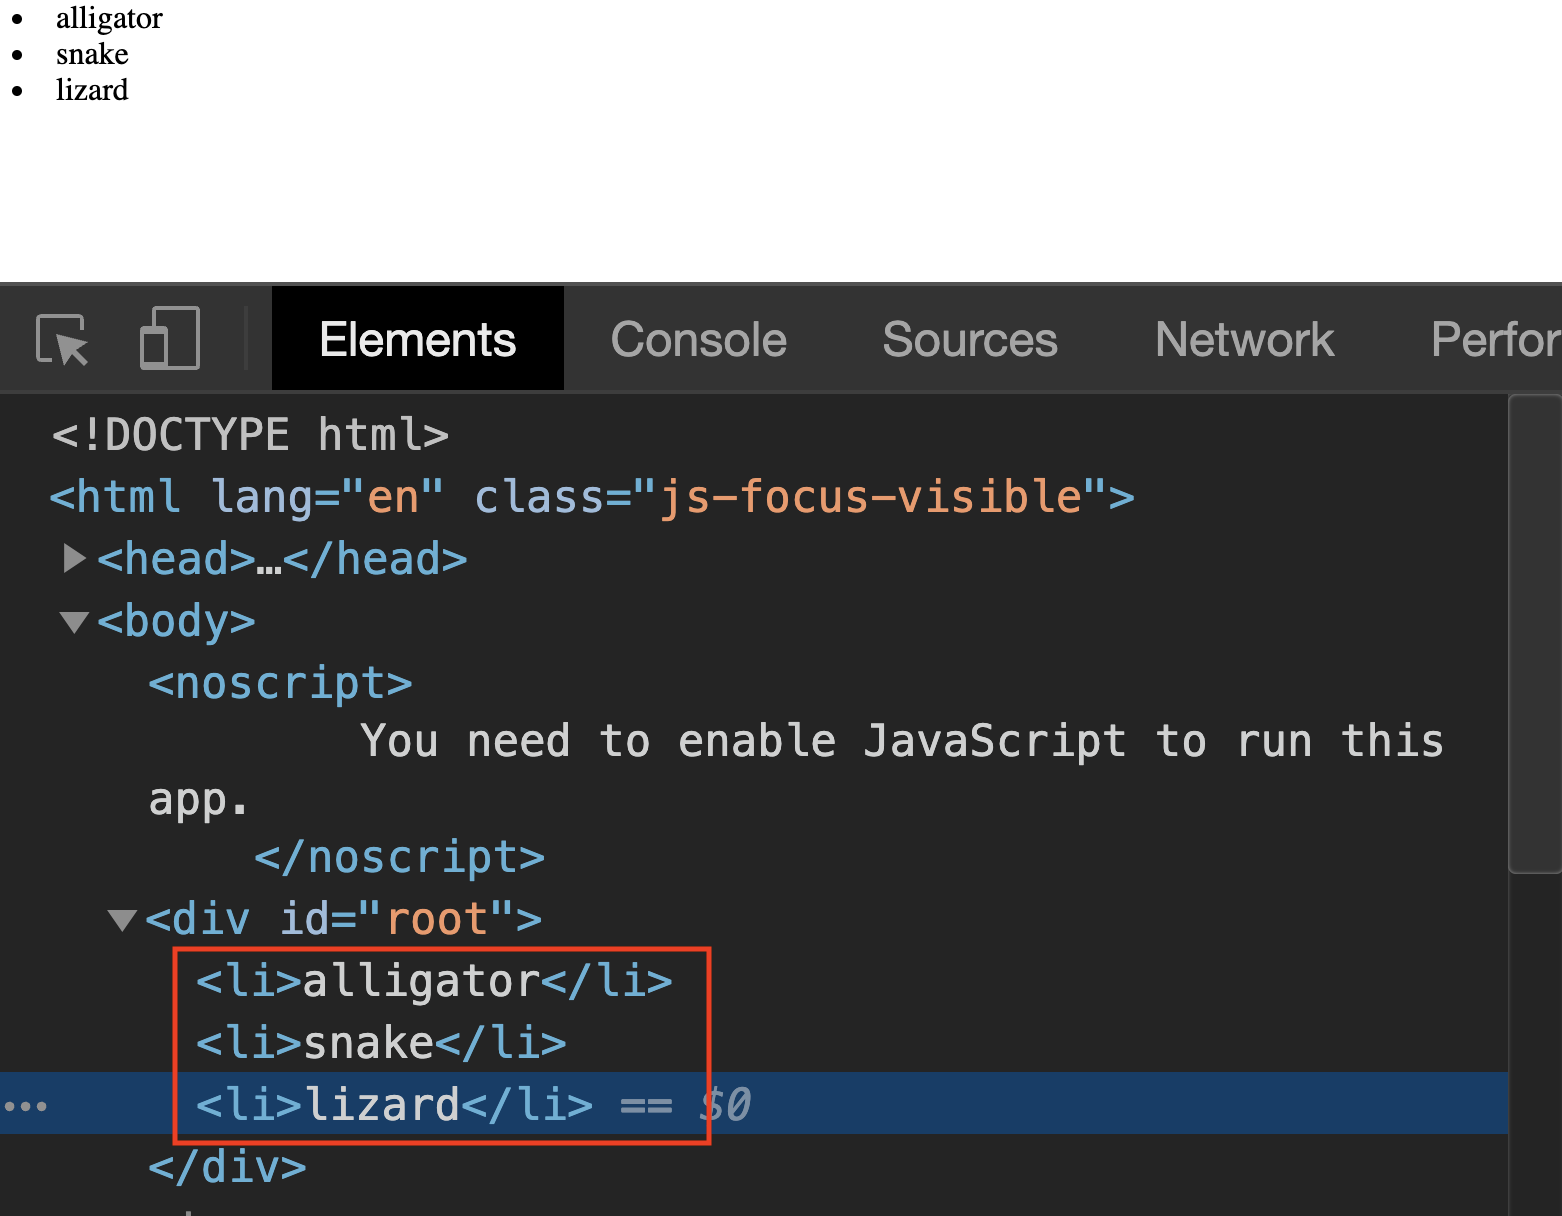 • alligator
• snake
• lizard
Elements Console Sources Network Perfor
<!DOCTYPE html>
<html lang="en" class="js-focus-visible">
<head>…</head>
<body>
<noscript>
You need to enable JavaScript to run this
app.
</noscript>
<div id="root">
<li>alligator</li>
<li>snake</li>
<li>lizard</li> == $0
</div>